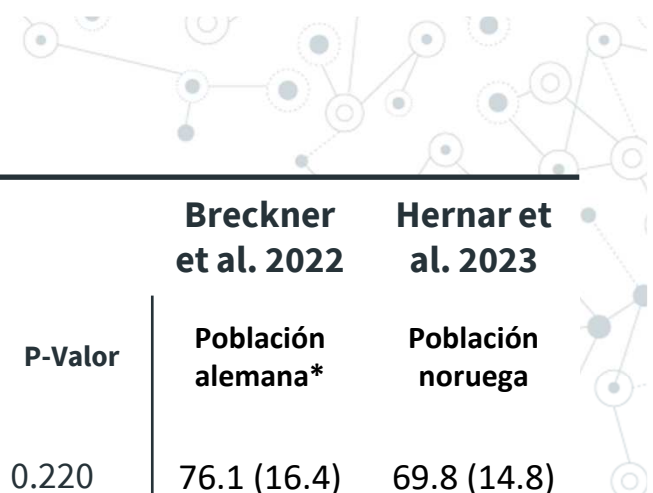 Breckner Hernar et
et al. 2022 al. 2023
P-Valor Población Población
alemana* noruega
0.220 76.1 (16.4) 69.8 (14.8)